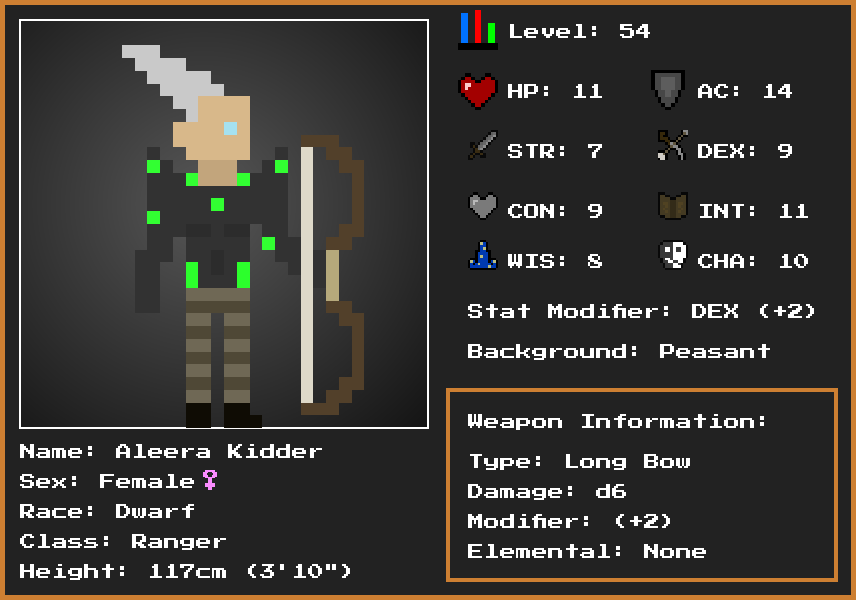 Level: 54
HP: 11
AC: 14
STR: 7
DEX: 9
CON: 9
INT: 11
WIS: 8
CHA: 10
Stat Modifier: DEX (+2)
Background: Peasant
Name: Aleera Kidder
Sex: Female♀
Race: Dwarf
Class: Ranger
Height: 117cm (3'10")
Weapon Information:
Type: Long Bow
Damage: d6
Modifier: (+2)
Elemental: None